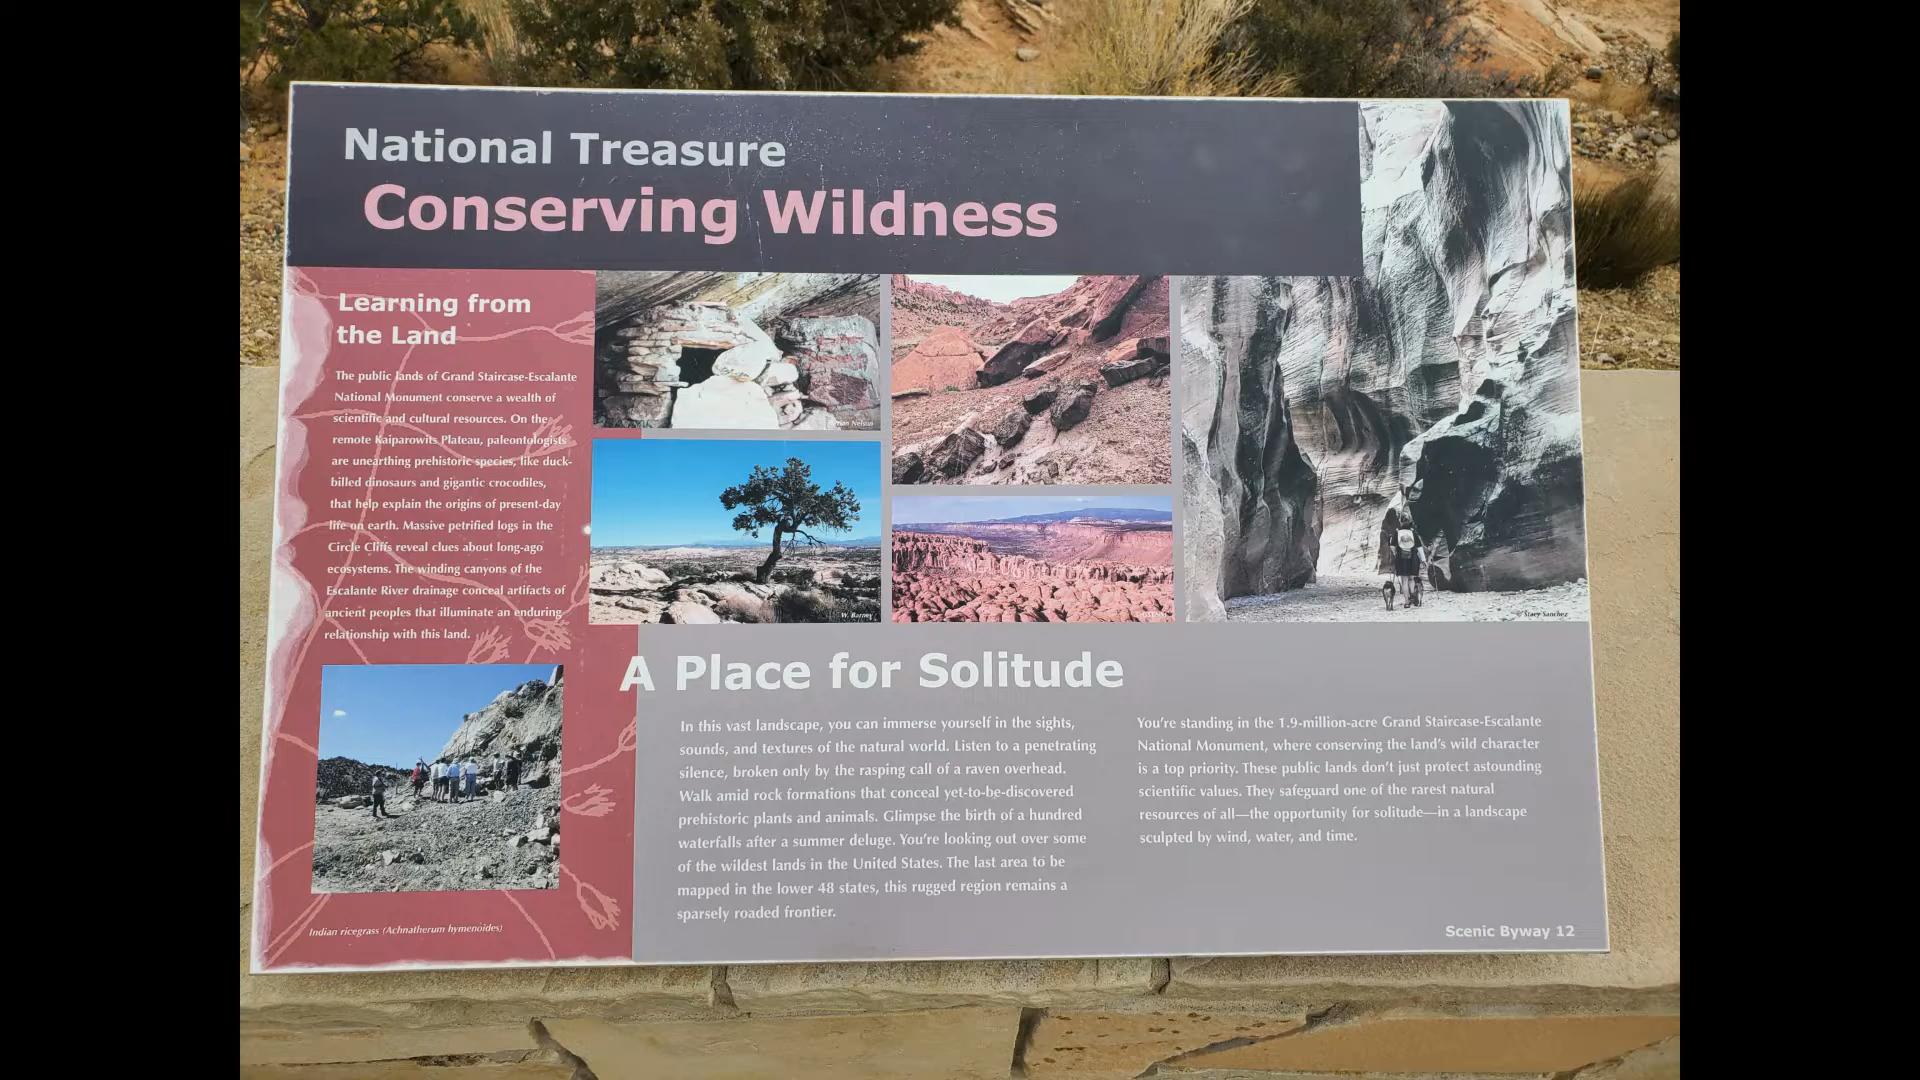 National Treasure
Conserving Wildness
Learning from
the Land
The public lands of Grand Staircase-Escalante
National Monument conserve a wealth of
scientific and cultural resources. On the
remote Kaiparowits Plateau, paleontologists
are unearthing prehistoric species, like duck-
billed dinosaurs and gigantic crocodiles,
that help explain the origins of present-day
life on earth. Massive petrified logs in the
Circle Cliffs reveal clues about long-ago
ecosystems. The winding canyons of the
Escalante River drainage conceal artifacts of
ancient peoples that illuminate an enduring
relationship with this land.
Indian ricegrass (Achnatherum hymenoides)
Nelson
W. Barney
© Stacy Sanchez
A Place for Solitude
In this vast landscape, you can immerse yourself in the sights,
sounds, and textures of the natural world. Listen to a penetrating
silence, broken only by the rasping call of a raven overhead.
Walk amid rock formations that conceal yet-to-be-discovered
prehistoric plants and animals. Glimpse the birth of a hundred
waterfalls after a summer deluge. You're looking out over some
of the wildest lands in the United States. The last area to be
mapped in the lower 48 states, this rugged region remains a
sparsely roaded frontier.
You're standing in the 1.9-million-acre Grand Staircase-Escalante
National Monument, where conserving the land's wild character
is a top priority. These public lands don't just protect astounding
scientific values. They safeguard one of the rarest natural
resources of all—the opportunity for solitude—in a landscape
sculpted by wind, water, and time.
Scenic Byway 12